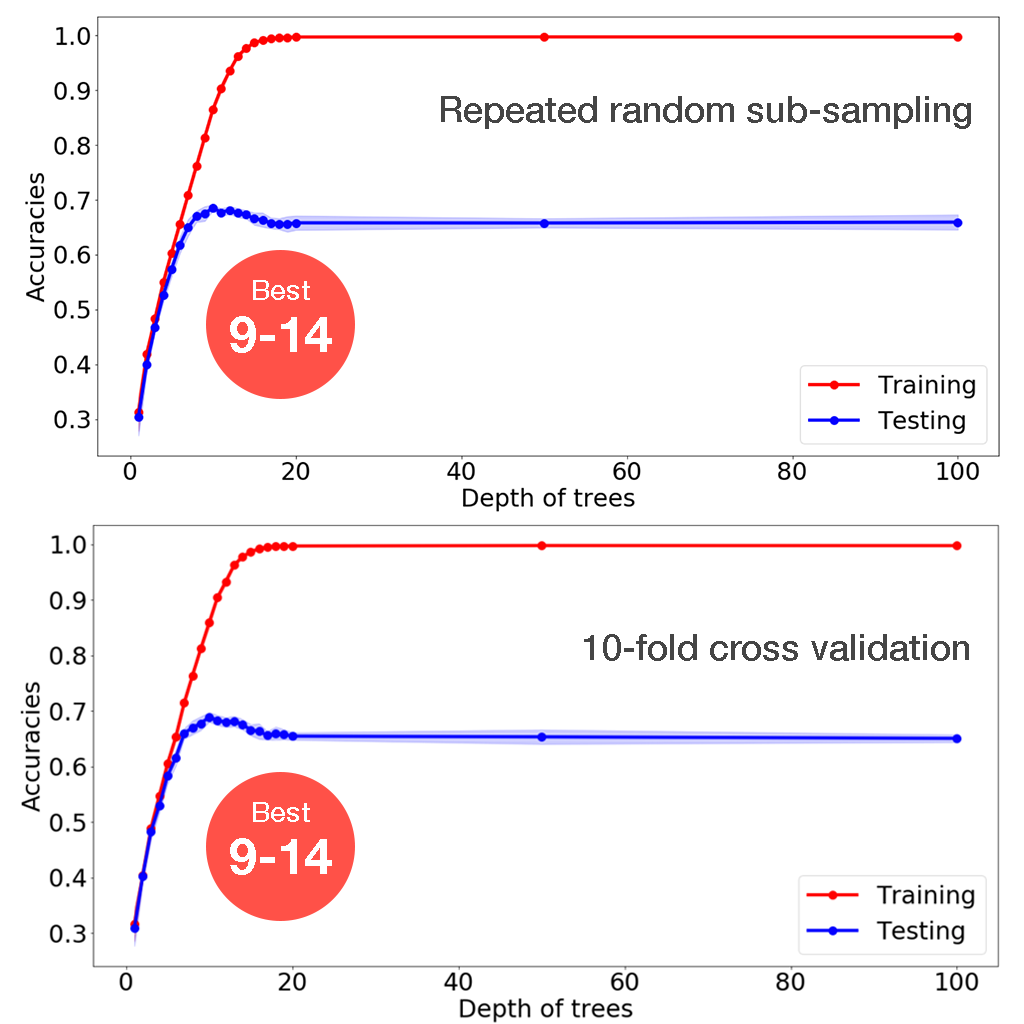 1.0
0.9
0.8
0.7
0.6
0.5
0.4
0.3
Accuracies
Repeated random sub-sampling
Best
9-14
Training
Testing
0 20 40 60 80 100
Depth of trees
1.0
0.9
0.8
0.7
0.6
0.5
0.4
0.3
Accuracies
10-fold cross validation
Best
9-14
Training
Testing
0 20 40 60 80 100
Depth of trees